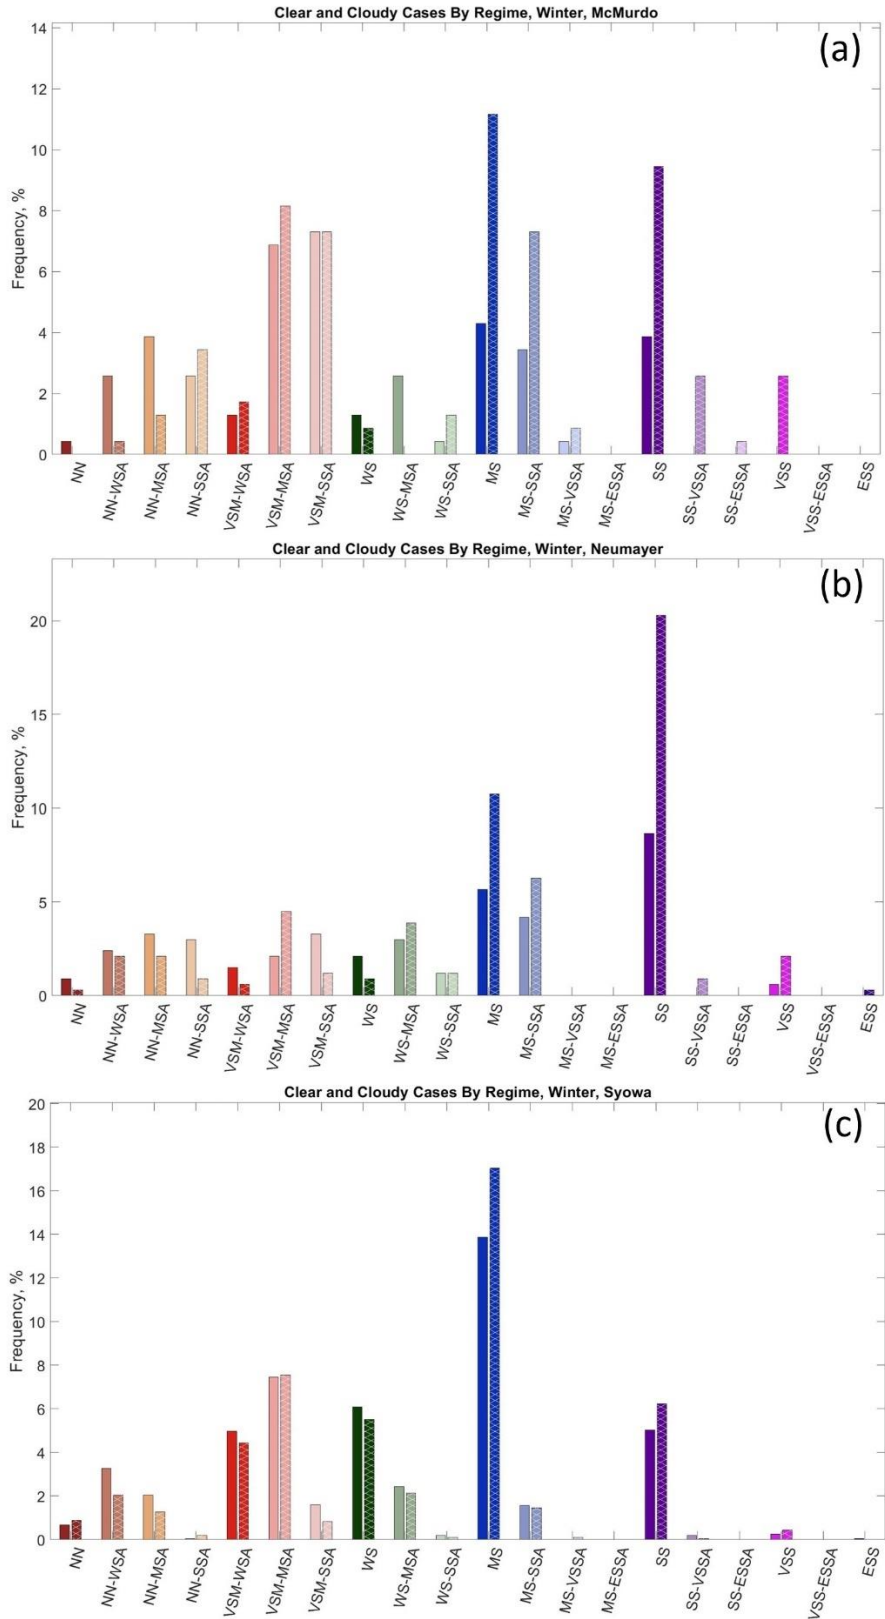 Clear and Cloudy Cases By Regime, Winter, McMurdo
(a)
Frequency, %
14
12
10
8
6
4
2
0
NN NN-WSA NN-MSA NN-SSA VSM-WSA VSM-MSA VSM-SSA WS WS-MSA WS-SSA MS MS-SSA MS-VSSA MS-ESSA SS SS-VSSA SS-ESSA VSS VSS-ESSA ESS
Clear and Cloudy Cases By Regime, Winter, Neumayer
(b)
Frequency, %
20
15
10
5
0
NN NN-WSA NN-MSA NN-SSA VSM-WSA VSM-MSA VSM-SSA WS WS-MSA WS-SSA MS MS-SSA MS-VSSA MS-ESSA SS SS-VSSA SS-ESSA VSS VSS-ESSA ESS
Clear and Cloudy Cases By Regime, Winter, Syowa
(c)
Frequency, %
20
18
16
14
12
10
8
6
4
2
0
NN NN-WSA NN-MSA NN-SSA VSM-WSA VSM-MSA VSM-SSA WS WS-MSA WS-SSA MS MS-SSA MS-VSSA MS-ESSA SS SS-VSSA SS-ESSA VSS VSS-ESSA ESS